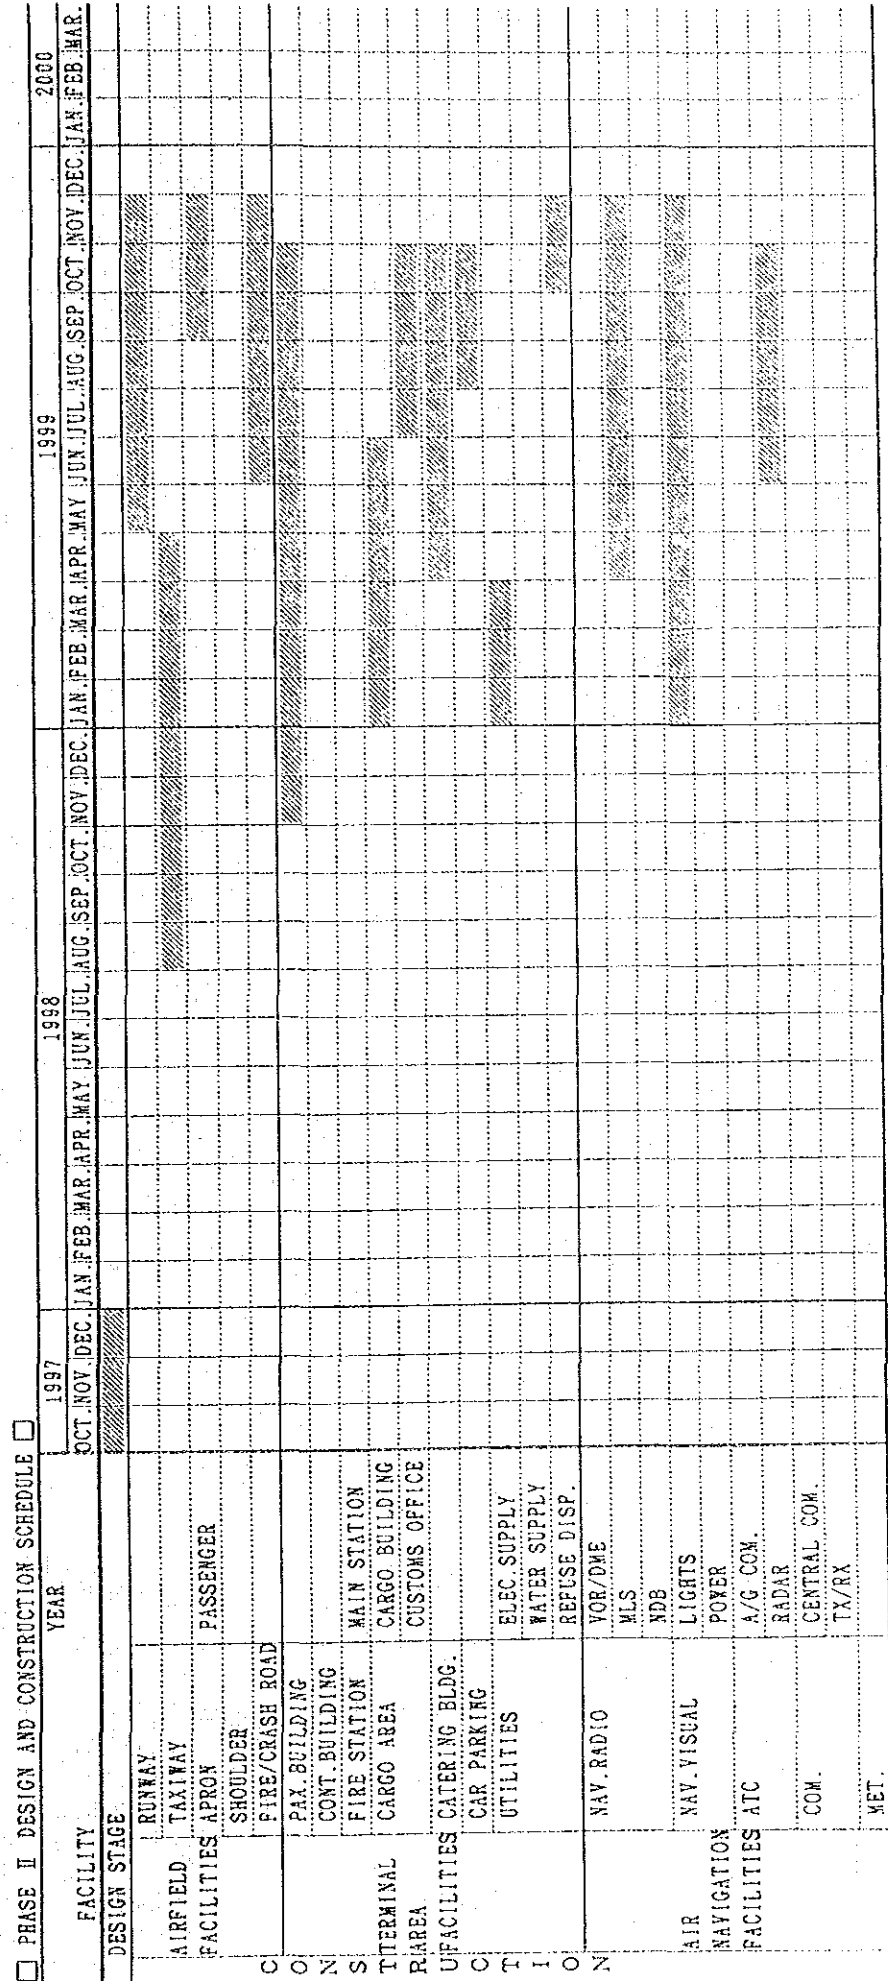 □ PHASE II DESIGN AND CONSTRUCTION SCHEDULE □
YEAR 1997 1998 1999 2000
FACILITY OCT. NOV. DEC. JAN. FEB. MAR. APR. MAY JUN. JUL. AUG. SEP. OCT. NOV. DEC. JAN. FEB. MAR. APR. MAY JUN. JUL. AUG. SEP. OCT. NOV. DEC. JAN. FEB. MAR.
DESIGN STAGE
CONSTRUCTION
AIRFIELD FACILITIES
RUNWAY
TAXIWAY
APRON PASSENGER
SHOULDER
FIRE/CRASH ROAD
TERMINAL AREA FACILITIES
PAX. BUILDING
CONT. BUILDING
FIRE STATION MAIN STATION
CARGO AREA CARGO BUILDING
CUSTOMS OFFICE
CATERING BLDG.
CAR PARKING
UTILITIES ELEC. SUPPLY
WATER SUPPLY
REFUSE DISP.
AIR NAVIGATION FACILITIES
NAV. RADIO VOR/DME
MLS
NDB
NAV. VISUAL LIGHTS
POWER
ATC A/G COM.
RADAR
COM. CENTRAL COM.
TX/RX
MET.